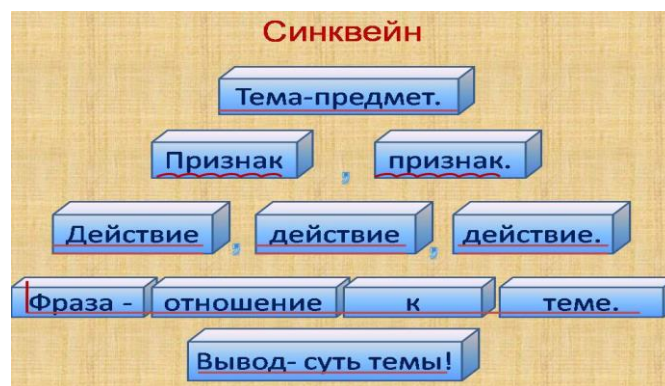 Синквейн
Тема-предмет.
Признак , признак.
Действие , действие , действие.
Фраза - отношение к теме.
Вывод- суть темы!